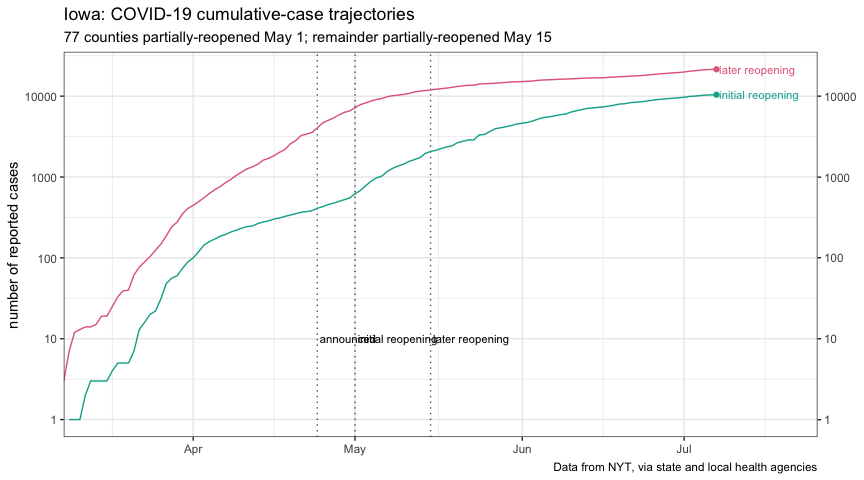 Iowa: COVID-19 cumulative-case trajectories
77 counties partially-reopened May 1; remainder partially-reopened May 15
number of reported cases
10000
1000
100
10
1
later reopening
initial reopening
announced
initial reopening
later reopening
10000
1000
100
10
1
Apr
May
Jun
Jul
Data from NYT, via state and local health agencies